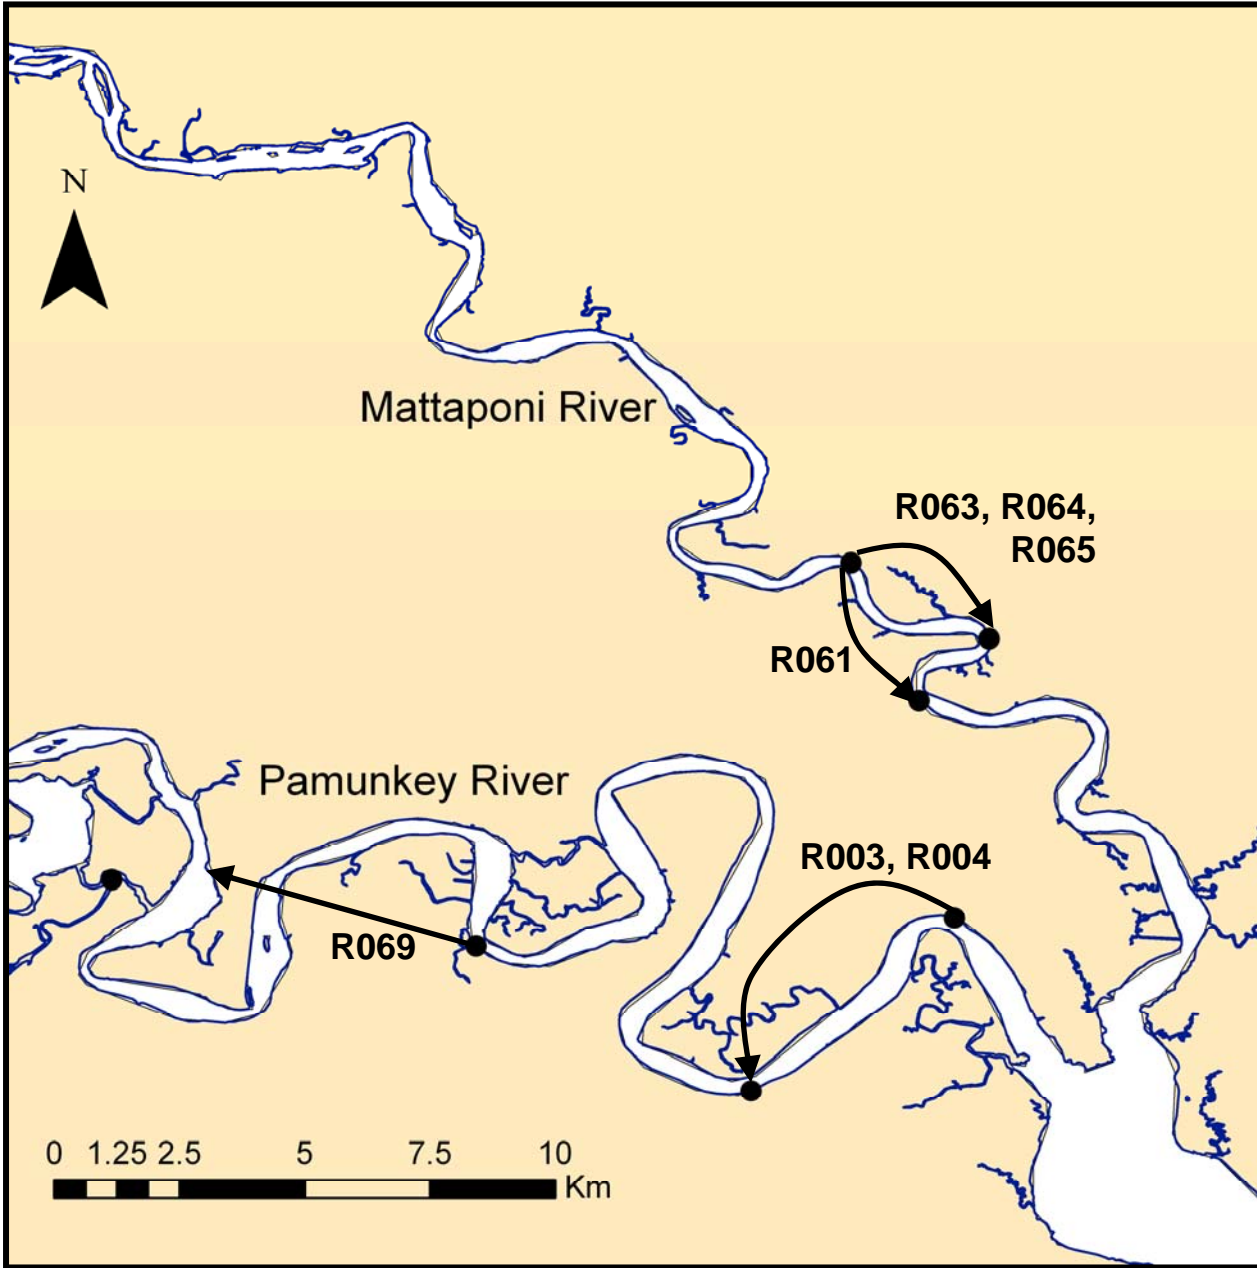 N
Mattaponi River
R063, R064,
R065
R061
Pamunkey River
R003, R004
R069
0 1.25 2.5 5 7.5 10
Km